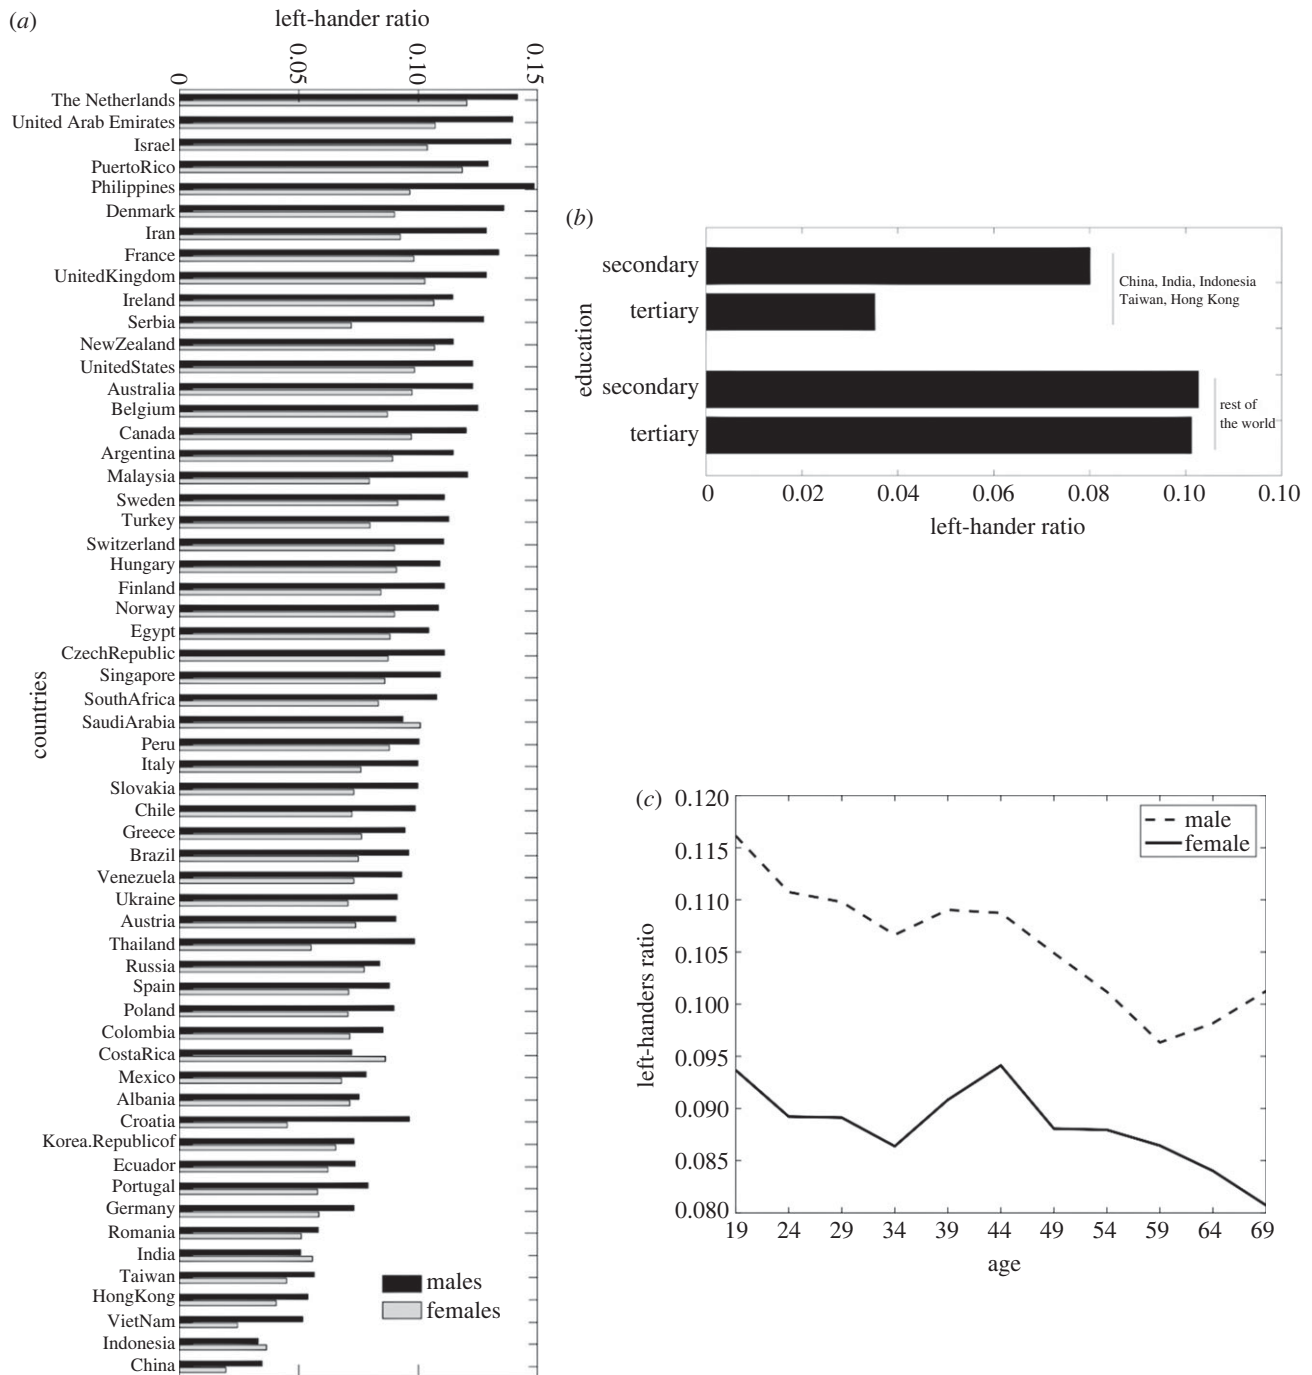 (a)
left-hander ratio
0
0.05
0.10
0.15
The Netherlands
United Arab Emirates
Israel
PuertoRico
Philippines
Denmark
Iran
France
UnitedKingdom
Ireland
Serbia
NewZealand
UnitedStates
Australia
Belgium
Canada
Argentina
Malaysia
Sweden
Turkey
Switzerland
Hungary
Finland
Norway
Egypt
CzechRepublic
Singapore
SouthAfrica
SaudiArabia
Peru
Italy
Slovakia
Chile
Greece
Brazil
Venezuela
Ukraine
Austria
Thailand
Russia
Spain
Poland
Colombia
CostaRica
Mexico
Albania
Croatia
Korea.Republicof
Ecuador
Portugal
Germany
Romania
India
Taiwan
HongKong
VietNam
Indonesia
China
countries
males
females
(b)
education
secondary
tertiary
secondary
tertiary
China, India, Indonesia
Taiwan, Hong Kong
rest of
the world
0 0.02 0.04 0.06 0.08 0.10 0.10
left-hander ratio
(c)
left-handers ratio
0.120
0.115
0.110
0.105
0.100
0.095
0.090
0.085
0.080
male
female
19 24 29 34 39 44 49 54 59 64 69
age